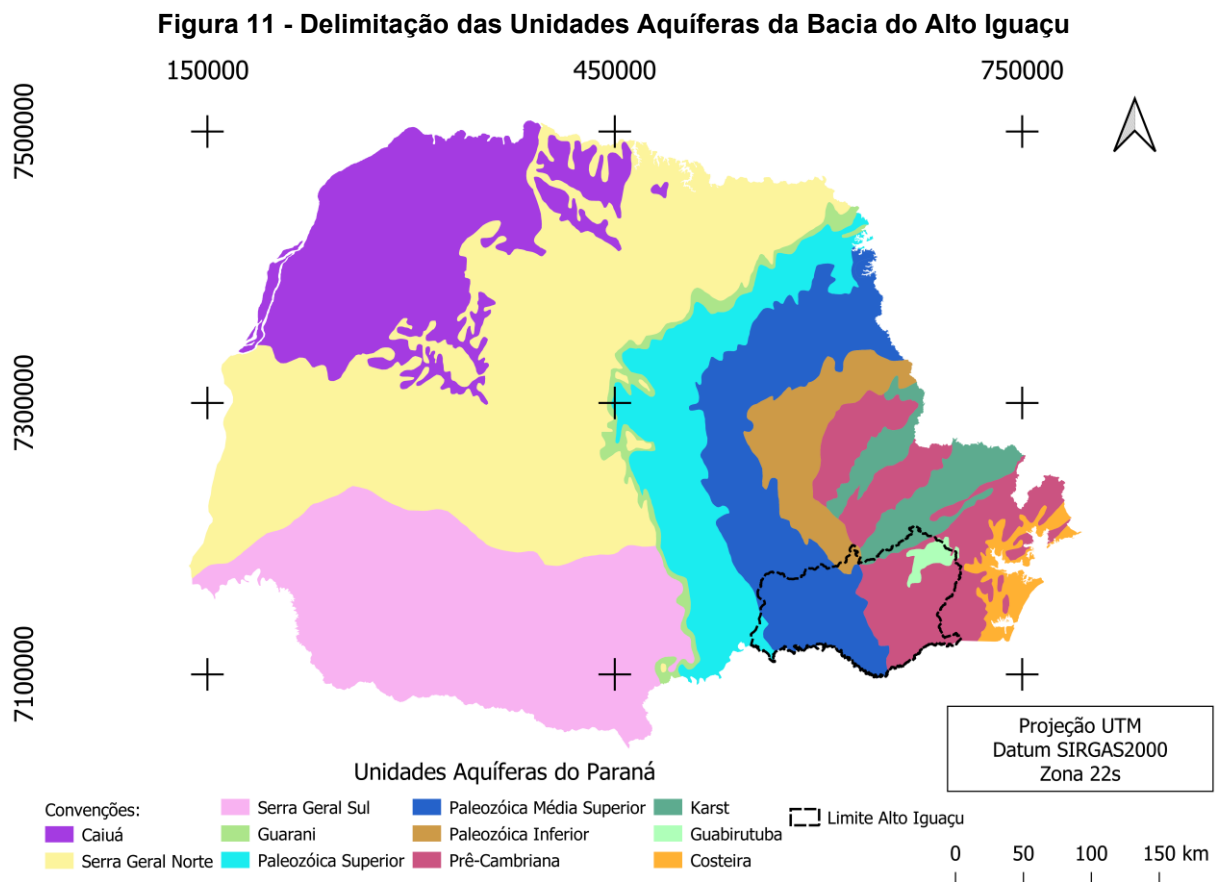 Figura 11 - Delimitação das Unidades Aquíferas da Bacia do Alto Iguaçu
150000 450000 750000
7500000
7300000
7100000
Projeção UTM
Datum SIRGAS2000
Zona 22s
Unidades Aquíferas do Paraná
Convenções:
Caiuá
Serra Geral Norte
Serra Geral Sul
Guarani
Paleozóica Superior
Paleozóica Média Superior
Paleozóica Inferior
Prê-Cambriana
Karst
Guabirutuba
Costeira
Limite Alto Iguaçu
0 50 100 150 km